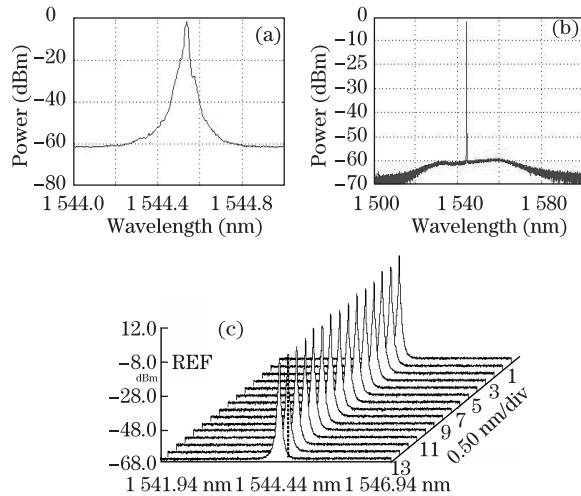 0
−20
−40
−60
−80
Power (dBm)
(a)
1 544.0
1 544.4
1 544.8
Wavelength (nm)
0
−10
−20
−30
−40
−50
−60
−70
Power (dBm)
(b)
1 500
1 540
1 580
Wavelength (nm)
(c)
12.0
−8.0
REF
dBm
−28.0
−48.0
−68.0
1 541.94 nm
1 544.44 nm
1 546.94 nm
13
11
9
7
5
3
1
0.50 nm/div